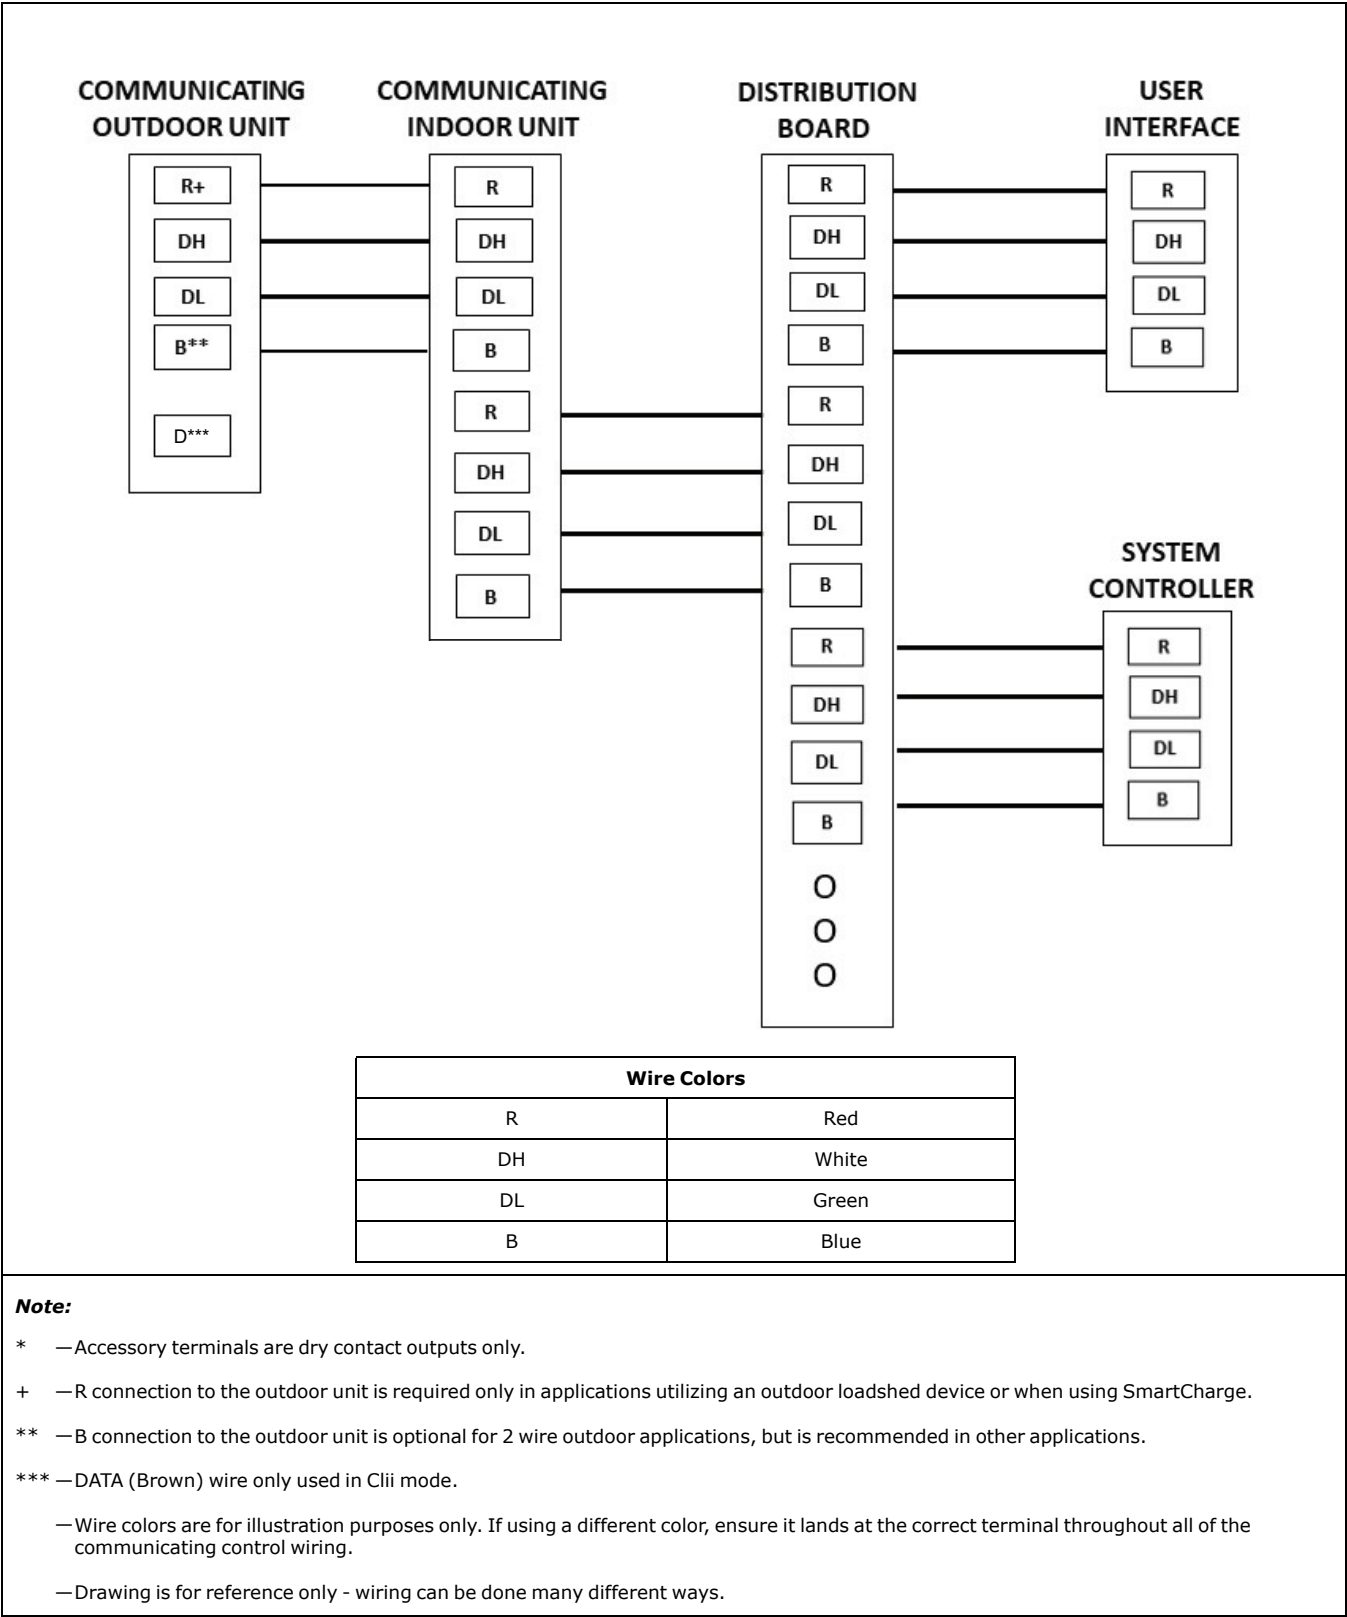 COMMUNICATING
OUTDOOR UNIT
R+
DH
DL
B**
D***
COMMUNICATING
INDOOR UNIT
R
DH
DL
B
R
DH
DL
B
DISTRIBUTION
BOARD
R
DH
DL
B
R
DH
DL
B
R
DH
DL
B
O
O
O
USER
INTERFACE
R
DH
DL
B
SYSTEM
CONTROLLER
R
DH
DL
B
Wire Colors
R Red
DH White
DL Green
B Blue
Note:
* —Accessory terminals are dry contact outputs only.
+ —R connection to the outdoor unit is required only in applications utilizing an outdoor loadshed device or when using SmartCharge.
** —B connection to the outdoor unit is optional for 2 wire outdoor applications, but is recommended in other applications.
*** —DATA (Brown) wire only used in Clii mode.
—Wire colors are for illustration purposes only. If using a different color, ensure it lands at the correct terminal throughout all of the
communicating control wiring.
—Drawing is for reference only - wiring can be done many different ways.